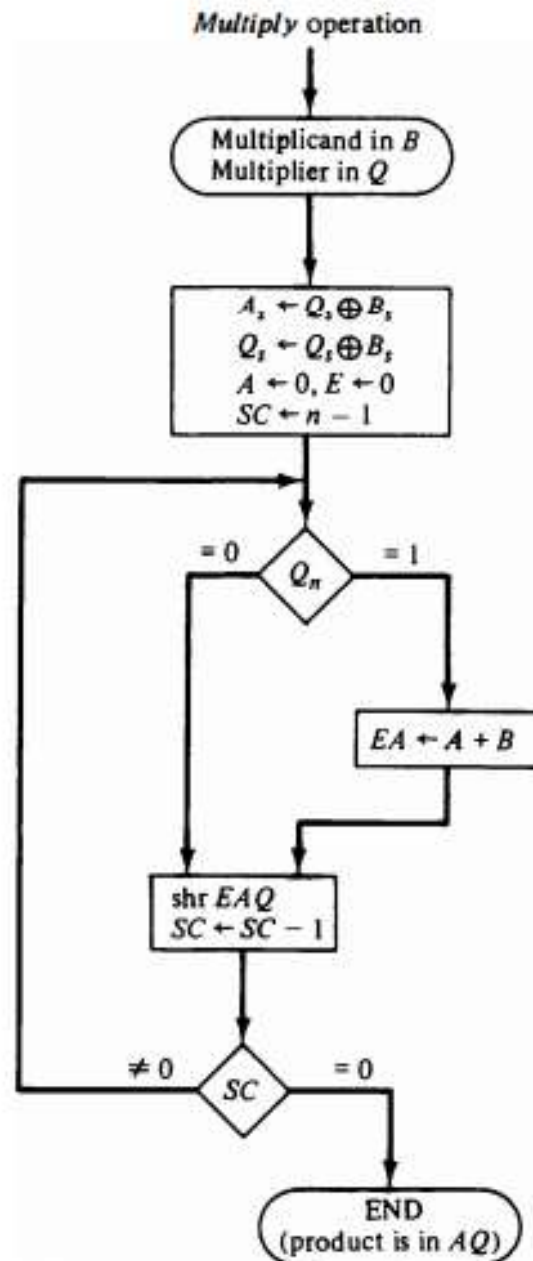 Multiply operation
Multiplicand in B
Multiplier in Q
Aₛ ← Qₛ ⊕ Bₛ
Qₛ ← Qₛ ⊕ Bₛ
A ← 0, E ← 0
SC ← n − 1
= 0
= 1
Qₙ
EA ← A + B
shr EAQ
SC ← SC − 1
≠ 0
= 0
SC
END
(product is in AQ)